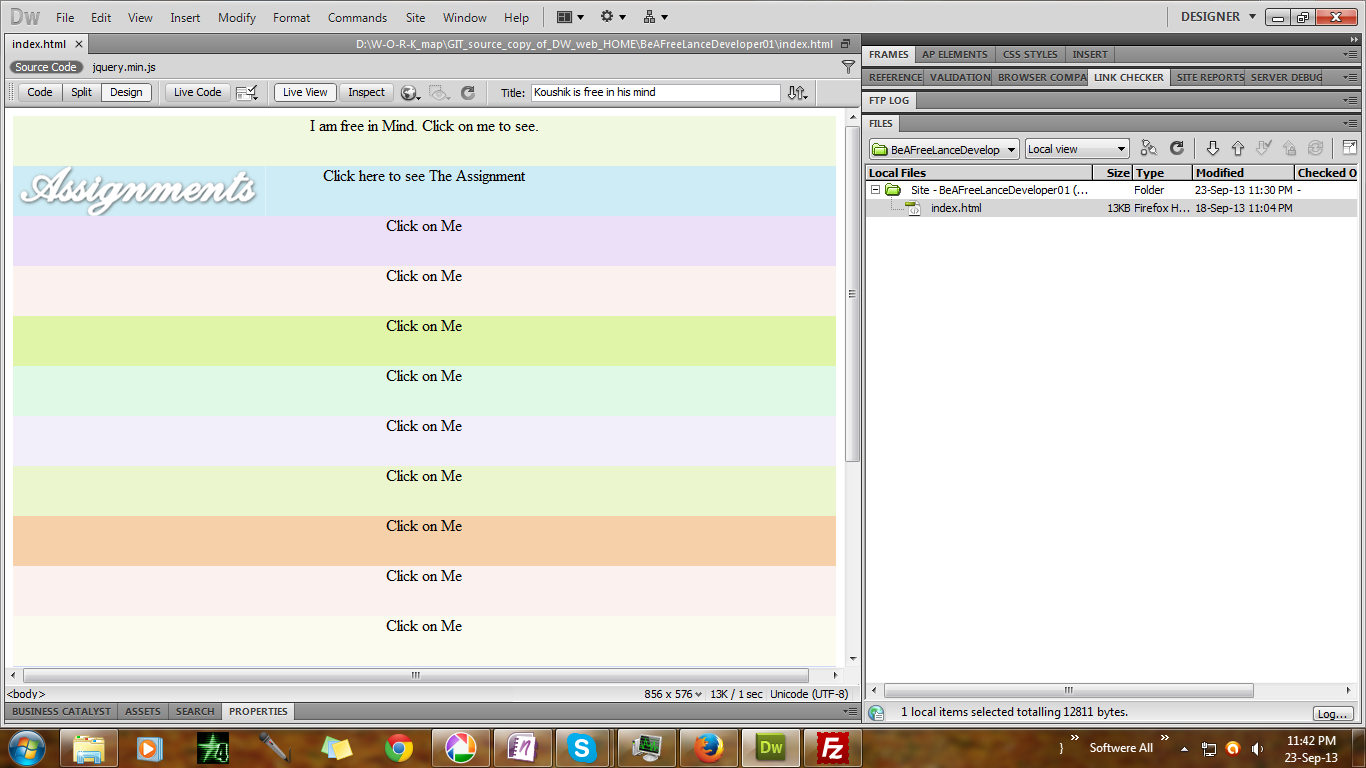 Dw File Edit View Insert Modify Format Commands Site Window Help DESIGNER
index.html D:\W-O-R-K_map\GIT_source_copy_of_DW_web_HOME\BeAFreeLanceDeveloper01\index.html
Source Code jquery.min.js
Code Split Design Live Code Live View Inspect Title: Koushik is free in his mind
I am free in Mind. Click on me to see.
Assignments Click here to see The Assignment
Click on Me
Click on Me
Click on Me
Click on Me
Click on Me
Click on Me
Click on Me
Click on Me
Click on Me
<body> 856 x 576 13K / 1 sec Unicode (UTF-8)
BUSINESS CATALYST ASSETS SEARCH PROPERTIES
FRAMES AP ELEMENTS CSS STYLES INSERT
REFERENCE VALIDATION BROWSER COMPA LINK CHECKER SITE REPORTS SERVER DEBUG
FTP LOG
FILES
BeAFreeLanceDevelop Local view
Local Files Size Type Modified Checked O
Site - BeAFreeLanceDeveloper01 (... Folder 23-Sep-13 11:30 PM -
index.html 13KB Firefox H... 18-Sep-13 11:04 PM
1 local items selected totalling 12811 bytes. Log...
Dw Fz } Softwere All 11:42 PM
23-Sep-13